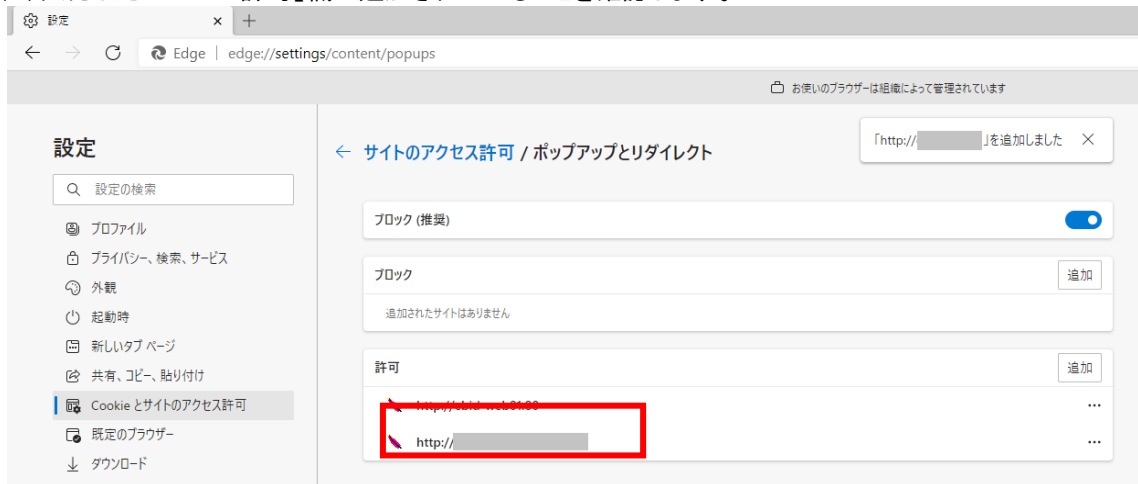 設定
Edge | edge://settings/content/popups
お使いのブラウザーは組織によって管理されています
設定
設定の検索
プロファイル
プライバシー、検索、サービス
外観
起動時
新しいタブ ページ
共有、コピー、貼り付け
Cookie とサイトのアクセス許可
既定のブラウザー
ダウンロード
サイトのアクセス許可 / ポップアップとリダイレクト
「http:// 」を追加しました
ブロック (推奨)
ブロック
追加
追加されたサイトはありません
許可
追加
http://